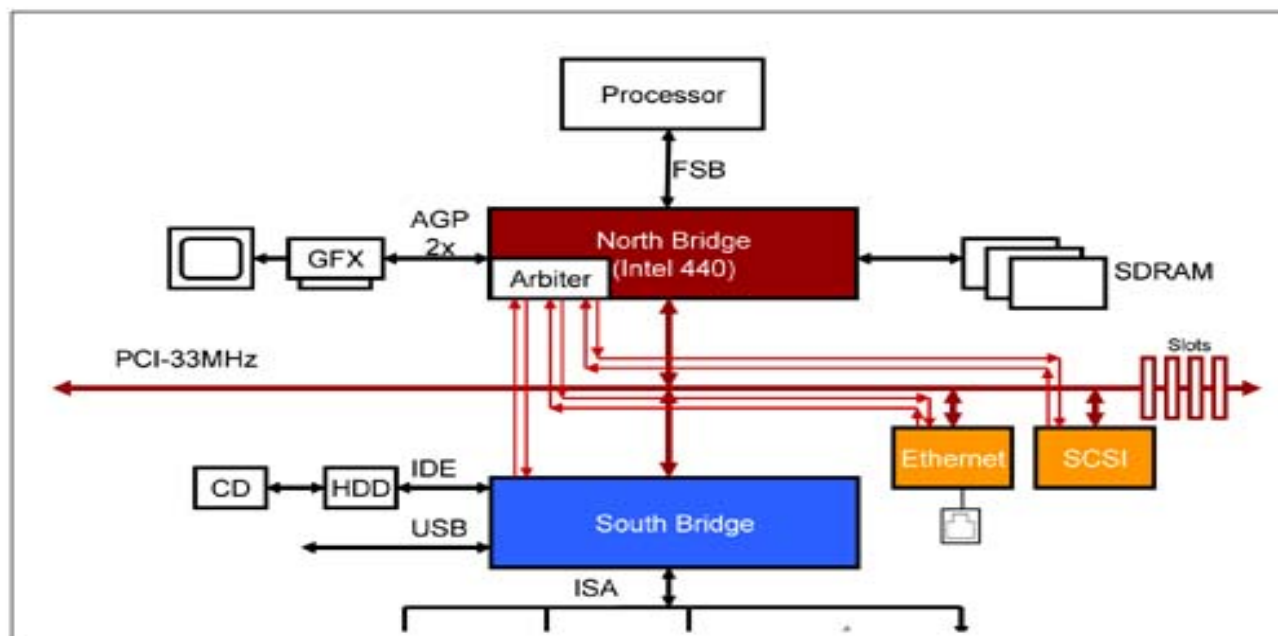 Processor
FSB
AGP
2x
North Bridge
(Intel 440)
GFX
Arbiter
SDRAM
PCI-33MHz
Slots
Ethernet
SCSI
IDE
CD
HDD
USB
South Bridge
ISA